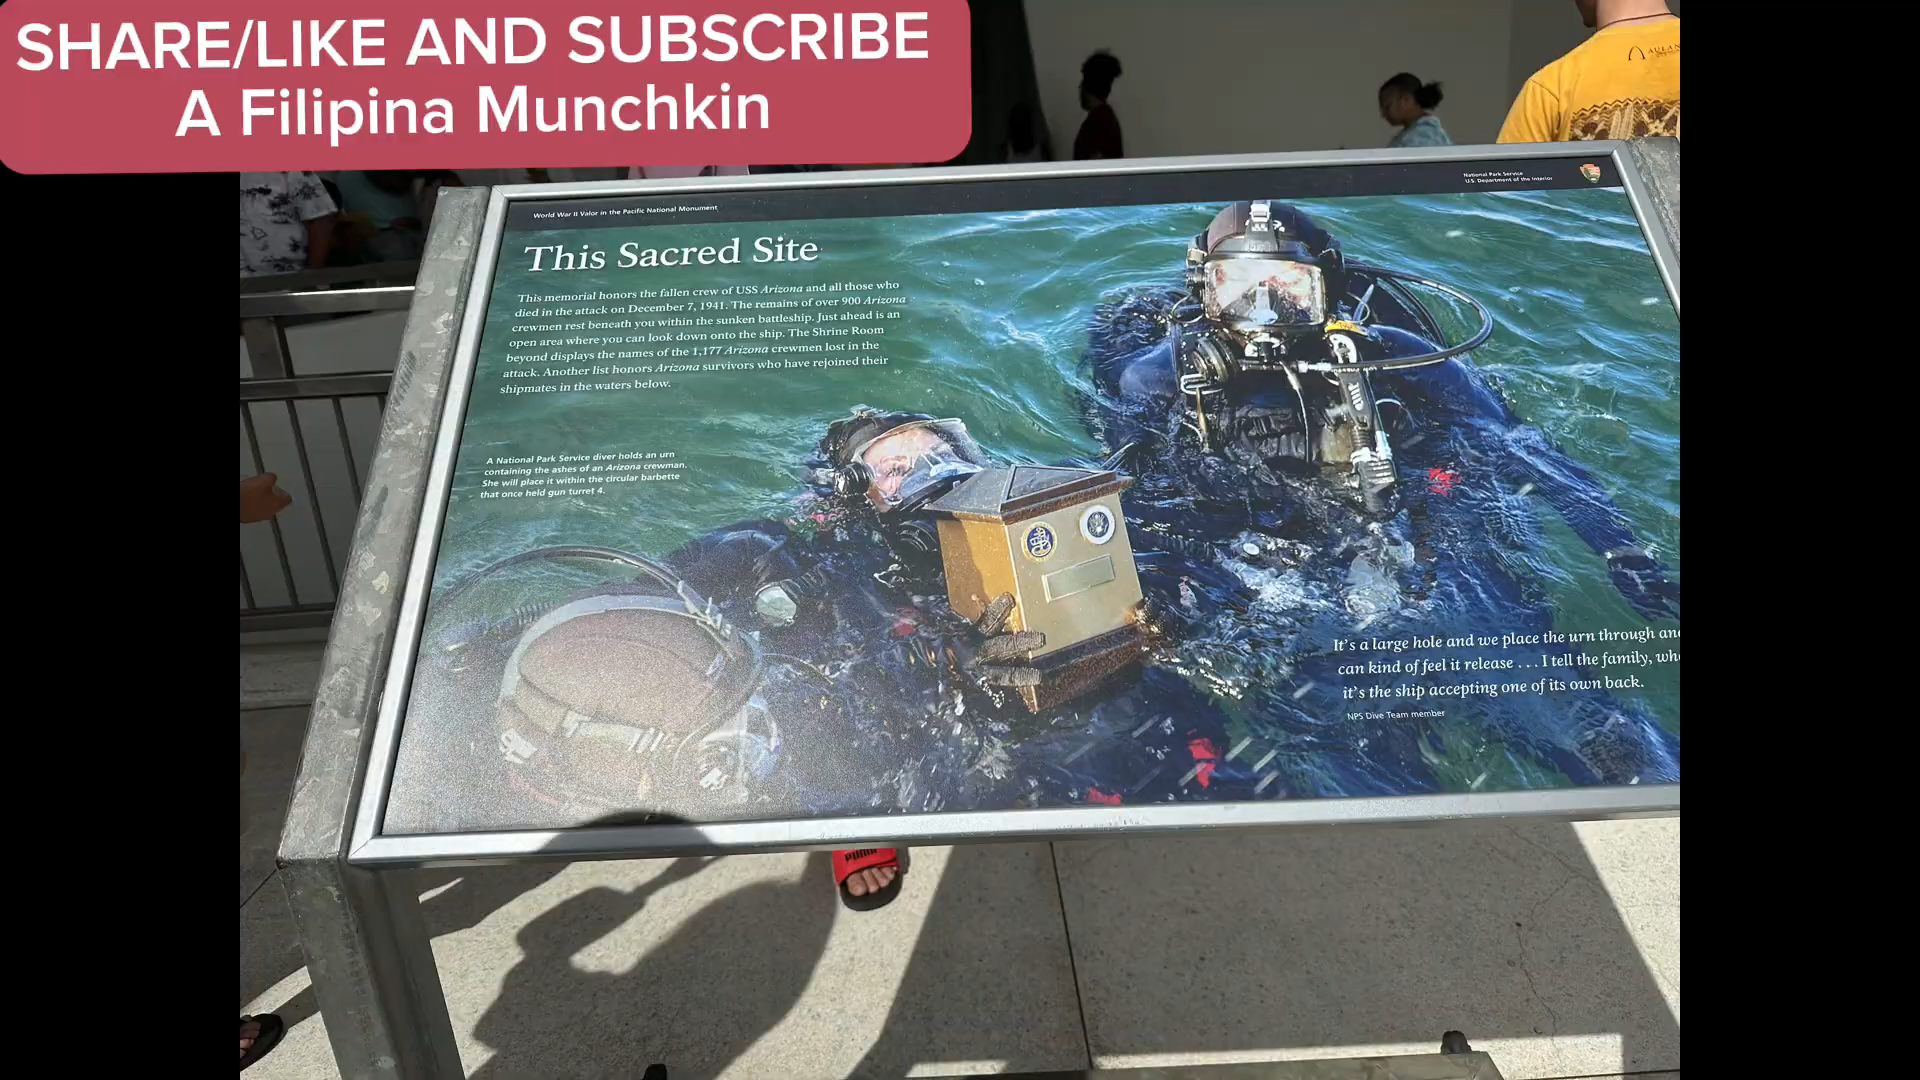 SHARE/LIKE AND SUBSCRIBE
A Filipina Munchkin
AULANI
National Park Service
U.S. Department of the Interior
World War II Valor in the Pacific National Monument
This Sacred Site
This memorial honors the fallen crew of USS Arizona and all those who
died in the attack on December 7, 1941. The remains of over 900 Arizona
crewmen rest beneath you within the sunken battleship. Just ahead is an
open area where you can look down onto the ship. The Shrine Room
beyond displays the names of the 1,177 Arizona crewmen lost in the
attack. Another list honors Arizona survivors who have rejoined their
shipmates in the waters below.
A National Park Service diver holds an urn
containing the ashes of an Arizona crewman.
She will place it within the circular barbette
that once held gun turret 4.
It's a large hole and we place the urn through and
can kind of feel it release . . . I tell the family,
it's the ship accepting one of its own back.
NPS Dive Team member
PUMA